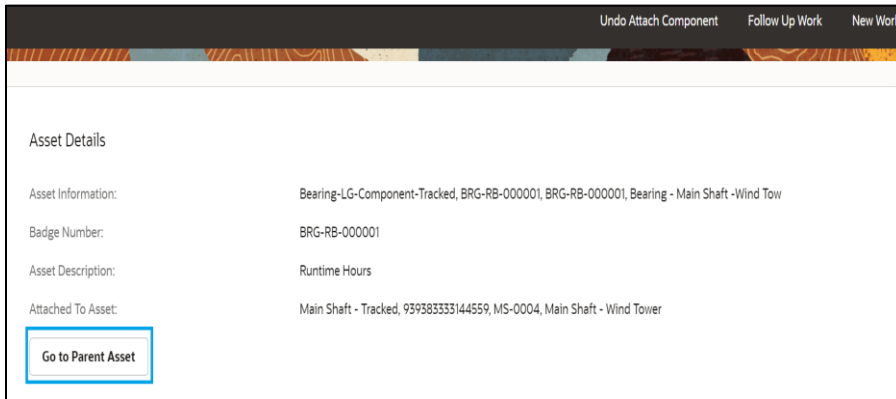 Undo Attach Component Follow Up Work New Work
Asset Details
Asset Information: Bearing-LG-Component-Tracked, BRG-RB-000001, BRG-RB-000001, Bearing - Main Shaft -Wind Tow
Badge Number: BRG-RB-000001
Asset Description: Runtime Hours
Attached To Asset: Main Shaft - Tracked, 939383333144559, MS-0004, Main Shaft - Wind Tower
Go to Parent Asset